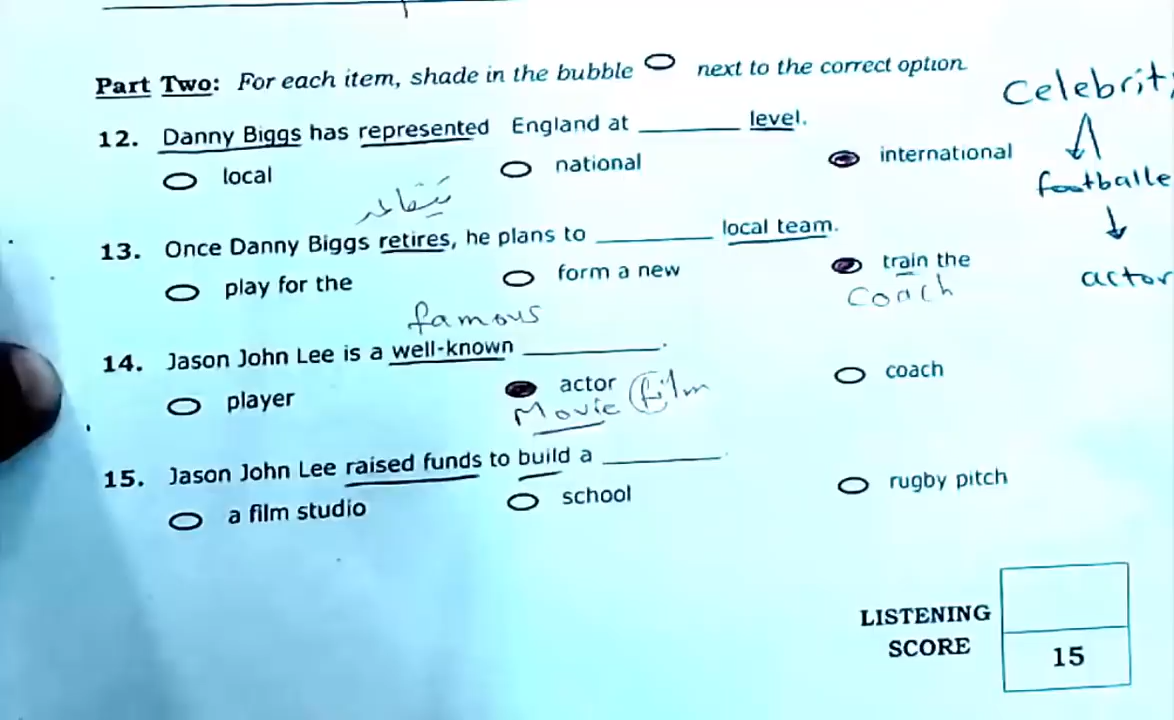 Part Two: For each item, shade in the bubble next to the correct option
Celebrit
12. Danny Biggs has represented England at ________ level.
local national international
footballe
يتقاعد
13. Once Danny Biggs retires, he plans to ________ local team.
play for the form a new train the
actor
Coach
famous
14. Jason John Lee is a well-known ________.
player actor coach
Movie film
15. Jason John Lee raised funds to build a ________
a film studio school rugby pitch
LISTENING
SCORE
15